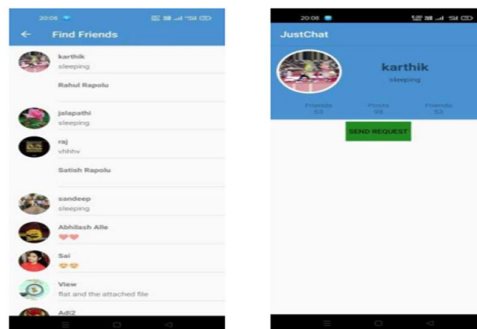 20:08
Find Friends
karthik
sleeping
Rahul Rapolu
jalapathi
sleeping
raj
vhhhv
Satish Rapolu
sandeep
sleeping
Abhilash Alle
Sai
View
flat and the attached file
Adi2
20:08
JustChat
karthik
sleeping
Friends
Posts
Friends
SEND REQUEST